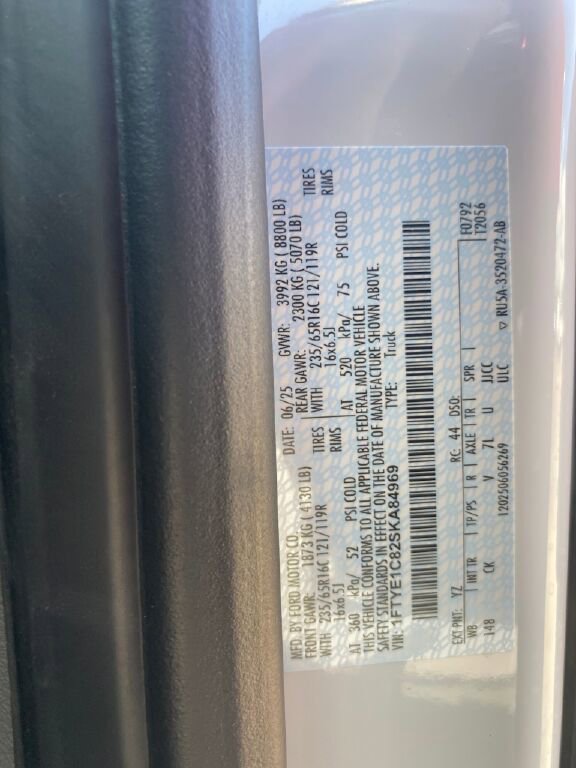 MFD. BY FORD MOTOR CO.
DATE: 06/25 GVWR: 3992 KG ( 8800 LB)
FRONT GAWR: 1873 KG ( 4130 LB) REAR GAWR: 2300 KG ( 5070 LB)
WITH 235/65R16C 121/119R TIRES WITH 235/65R16C 121/119R TIRES
16x6.5J RIMS 16x6.5J RIMS
AT 360 kPa/ 52 PSI COLD AT 520 kPa/ 75 PSI COLD
THIS VEHICLE CONFORMS TO ALL APPLICABLE FEDERAL MOTOR VEHICLE
SAFETY STANDARDS IN EFFECT ON THE DATE OF MANUFACTURE SHOWN ABOVE.
VIN: 1FTYE1C82SKA84969 TYPE: Truck
EXT PNT: YZ RC: 44 DSO: F0792
WB INT TR TP/PS R AXLE TR SPR T2056
148 CK V 7L U JJCC
ULC
1202506056269 ▽ RU5A-3520472-AB